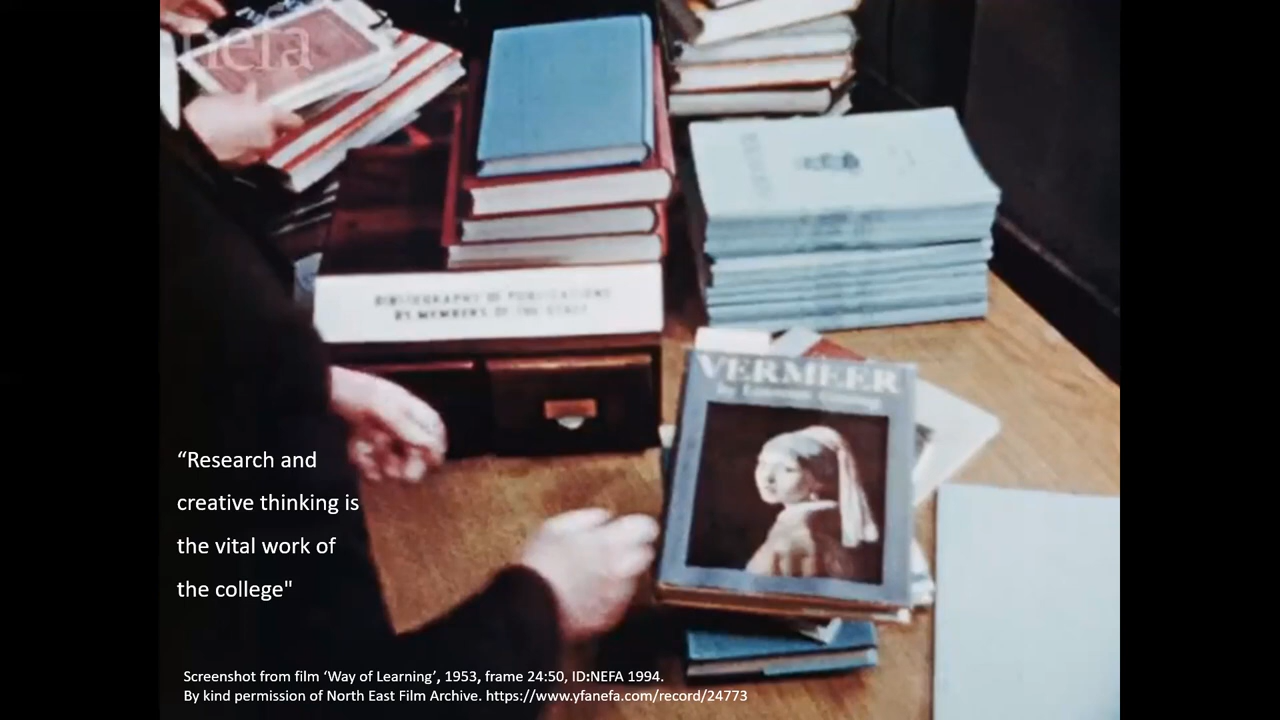 nefa
BIBLIOGRAPHY OF PUBLICATIONS
BY MEMBERS OF THE STAFF
VERMEER
“Research and
creative thinking is
the vital work of
the college"
Screenshot from film ‘Way of Learning’, 1953, frame 24:50, ID:NEFA 1994.
By kind permission of North East Film Archive. https://www.yfanefa.com/record/24773